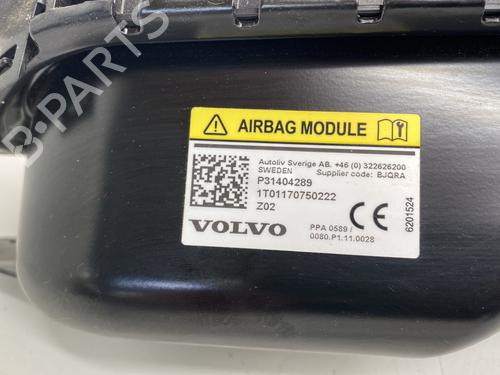 B-PARTS
AIRBAG MODULE
Autoliv Sverige AB. +46 (0) 322626200
SWEDEN Supplier code: BJQRA
P31404289
1T01170750222
Z02
CE
6201524
VOLVO
PPA 0589 /
0080.P1.11.0028